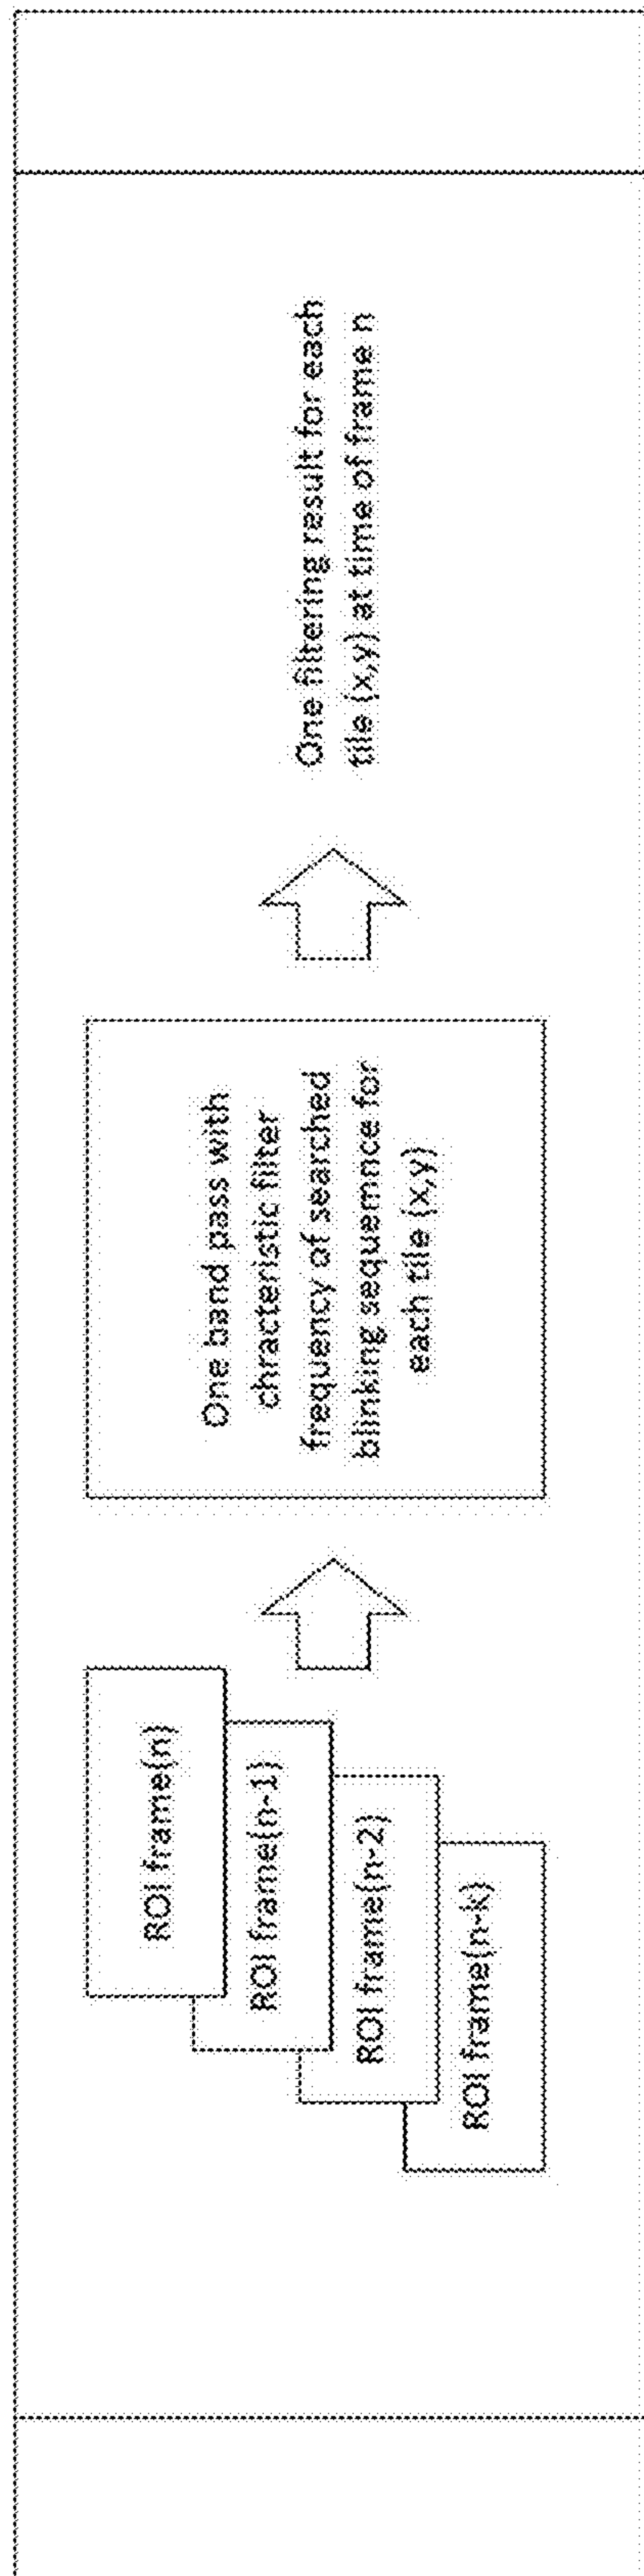 ROI frame(n)
ROI frame(n-1)
ROI frame(n-2)
ROI frame(n-k)
One band pass with
chracteristic filter
frequency of searched
blinking sequemnce for
each tile (x,y)
One filtering result for each
tile (x,y) at time of frame n